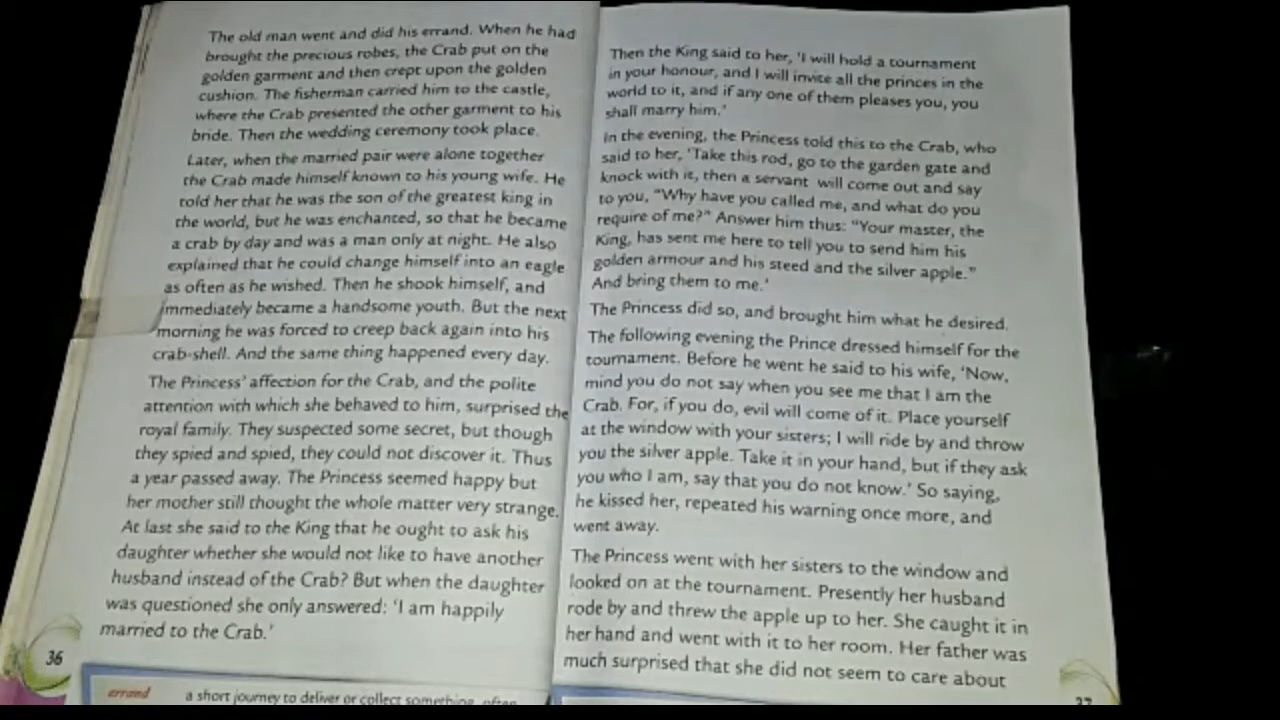 The old man went and did his errand. When he had
brought the precious robes, the Crab put on the
golden garment and then crept upon the golden
cushion. The fisherman carried him to the castle,
where the Crab presented the other garment to his
bride. Then the wedding ceremony took place.
Later, when the married pair were alone together
the Crab made himself known to his young wife. He
told her that he was the son of the greatest king in
the world, but he was enchanted, so that he became
a crab by day and was a man only at night. He also
explained that he could change himself into an eagle
as often as he wished. Then he shook himself, and
immediately became a handsome youth. But the next
morning he was forced to creep back again into his
crab-shell. And the same thing happened every day.
The Princess' affection for the Crab, and the polite
attention with which she behaved to him, surprised the
royal family. They suspected some secret, but though
they spied and spied, they could not discover it. Thus
a year passed away. The Princess seemed happy but
her mother still thought the whole matter very strange.
At last she said to the King that he ought to ask his
daughter whether she would not like to have another
husband instead of the Crab? But when the daughter
was questioned she only answered: 'I am happily
married to the Crab.'
36
errand a short journey to deliver or collect something, often
Then the King said to her, 'I will hold a tournament
in your honour, and I will invite all the princes in the
world to it, and if any one of them pleases you, you
shall marry him.'
In the evening, the Princess told this to the Crab, who
said to her, 'Take this rod, go to the garden gate and
knock with it, then a servant will come out and say
to you, "Why have you called me, and what do you
require of me?" Answer him thus: "Your master, the
King, has sent me here to tell you to send him his
golden armour and his steed and the silver apple."
And bring them to me.'
The Princess did so, and brought him what he desired.
The following evening the Prince dressed himself for the
tournament. Before he went he said to his wife, 'Now,
mind you do not say when you see me that I am the
Crab. For, if you do, evil will come of it. Place yourself
at the window with your sisters; I will ride by and throw
you the silver apple. Take it in your hand, but if they ask
you who I am, say that you do not know.' So saying,
he kissed her, repeated his warning once more, and
went away.
The Princess went with her sisters to the window and
looked on at the tournament. Presently her husband
rode by and threw the apple up to her. She caught it in
her hand and went with it to her room. Her father was
much surprised that she did not seem to care about